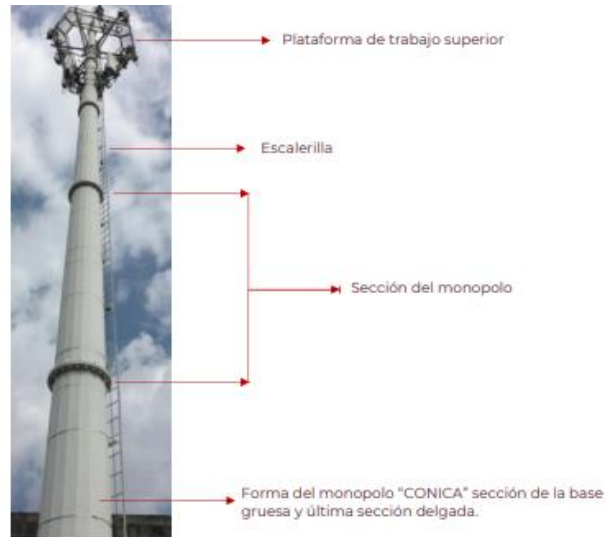 Plataforma de trabajo superior
Escalerilla
Sección del monopolo
Forma del monopolo “CONICA” sección de la base
gruesa y última sección delgada.